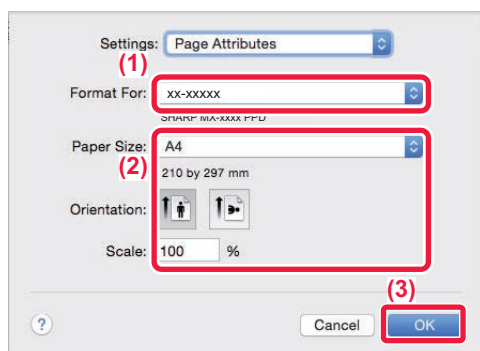 Settings: Page Attributes
(1)
Format For: xx-xxxxx
SHARP MX-xxxx PPD
Paper Size: A4
(2)
210 by 297 mm
Orientation:
Scale: 100 %
(3)
? Cancel OK